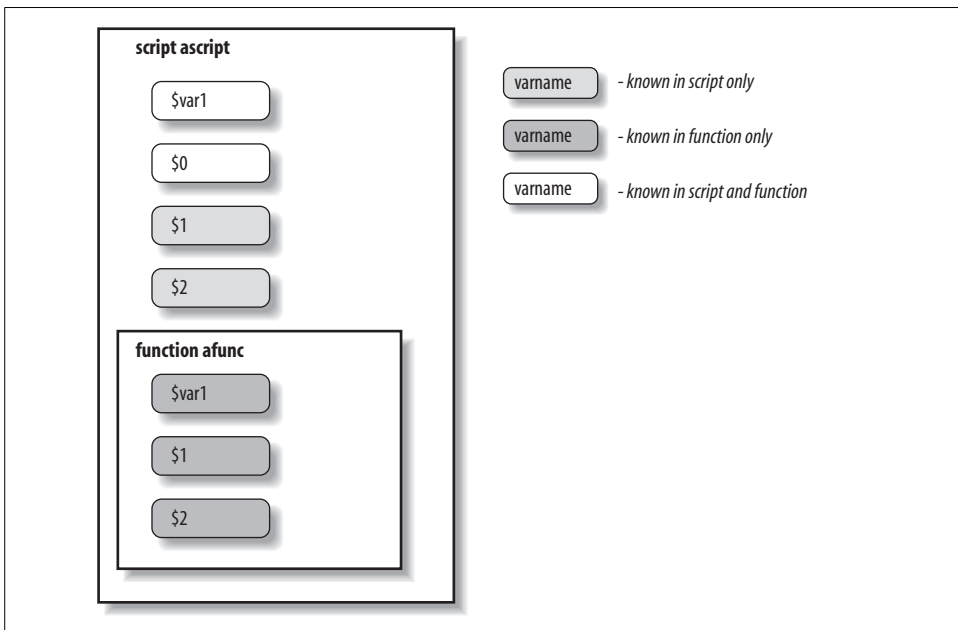 script ascript
$var1
$0
$1
$2
function afunc
$var1
$1
$2
varname - known in script only
varname - known in function only
varname - known in script and function